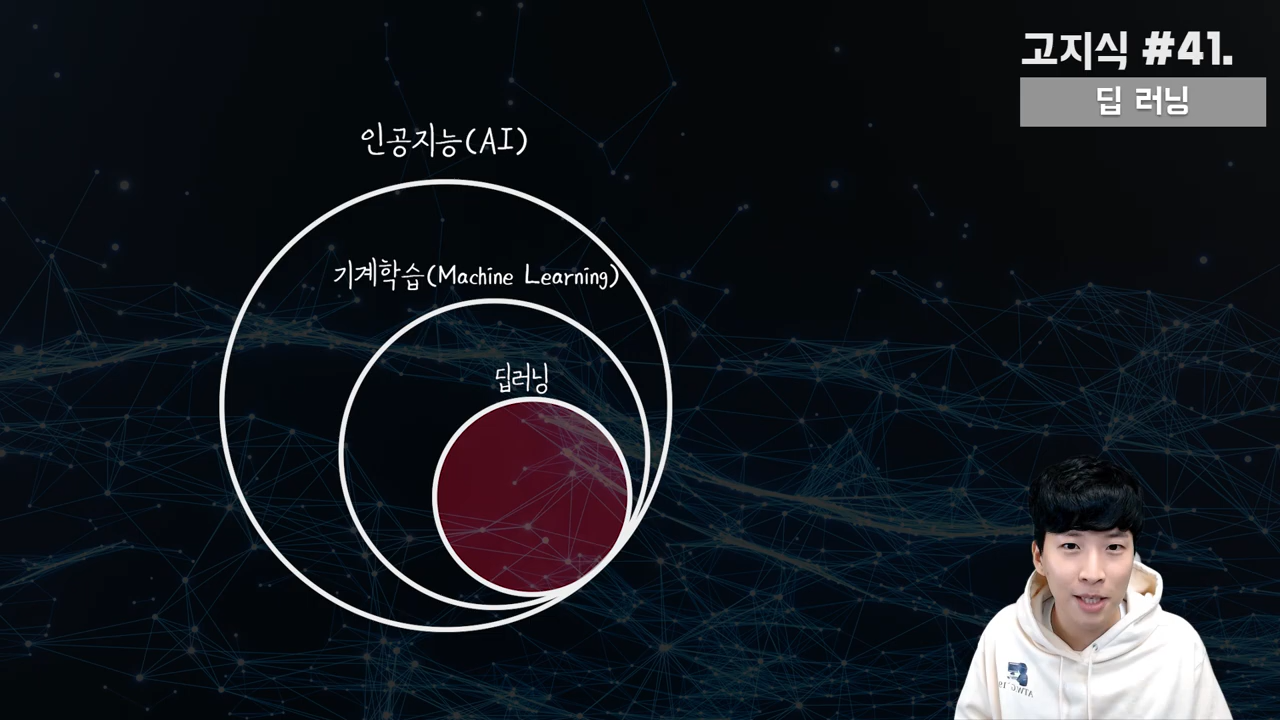 고지식 #41.
딥 러닝
인공지능(AI)
기계학습(Machine Learning)
딥러닝